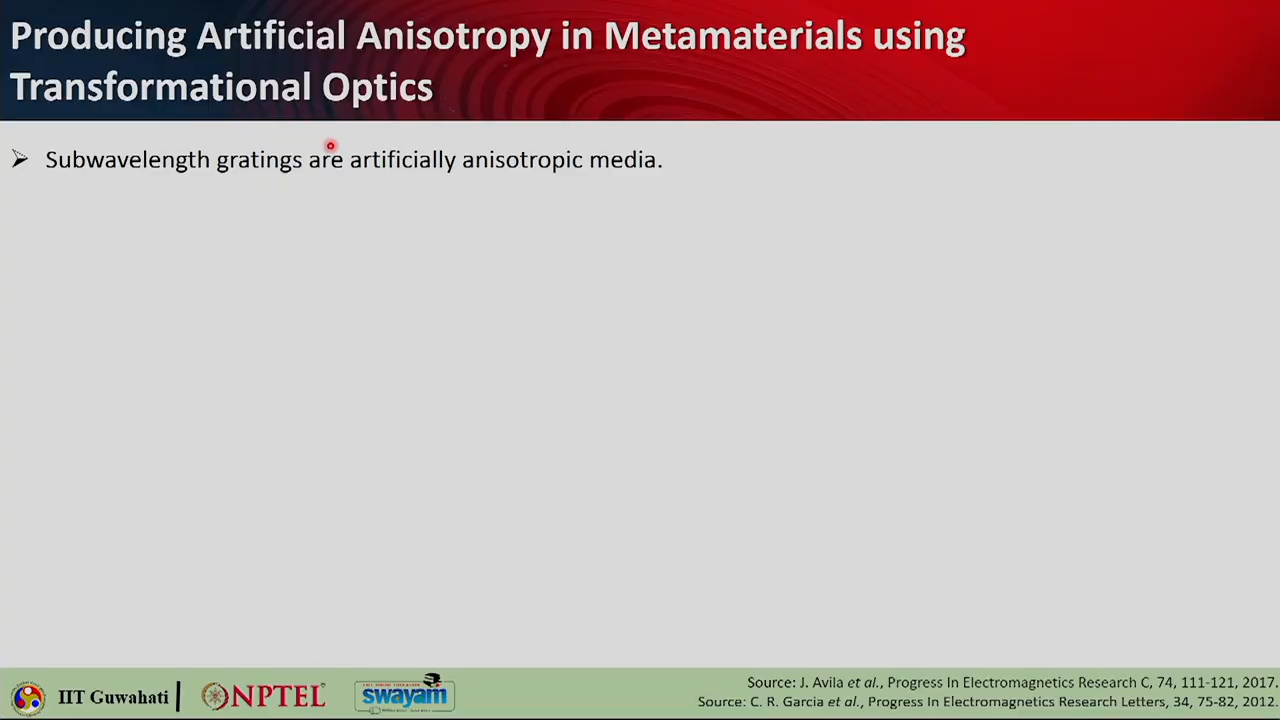 Producing Artificial Anisotropy in Metamaterials using
Transformational Optics
Subwavelength gratings are artificially anisotropic media.
IIT Guwahati
NPTEL
swayam
Source: J. Avila et al., Progress In Electromagnetics Research C, 74, 111-121, 2017.
Source: C. R. Garcia et al., Progress In Electromagnetics Research Letters, 34, 75-82, 2012.